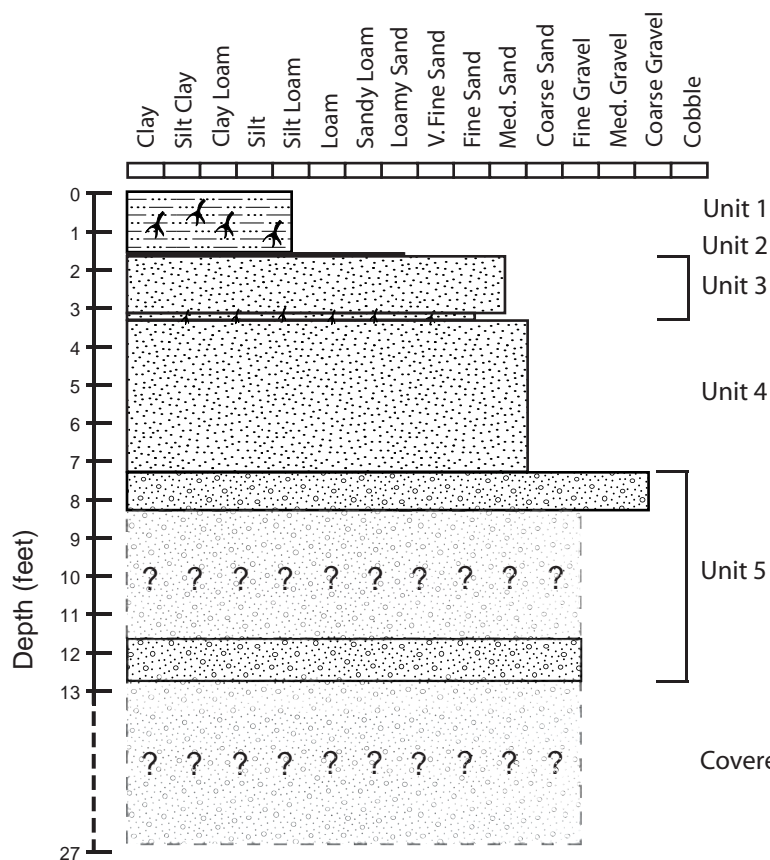 Clay
Silt Clay
Clay Loam
Silt
Silt Loam
Loam
Sandy Loam
Loamy Sand
V. Fine Sand
Fine Sand
Med. Sand
Coarse Sand
Fine Gravel
Med. Gravel
Coarse Gravel
Cobble
Depth (feet)
0
1
2
3
4
5
6
7
8
9
10
11
12
13
27
Unit 1
Unit 2
Unit 3
Unit 4
Unit 5
? ? ? ? ? ? ? ? ? ?
? ? ? ? ? ? ? ? ? ?
Covere